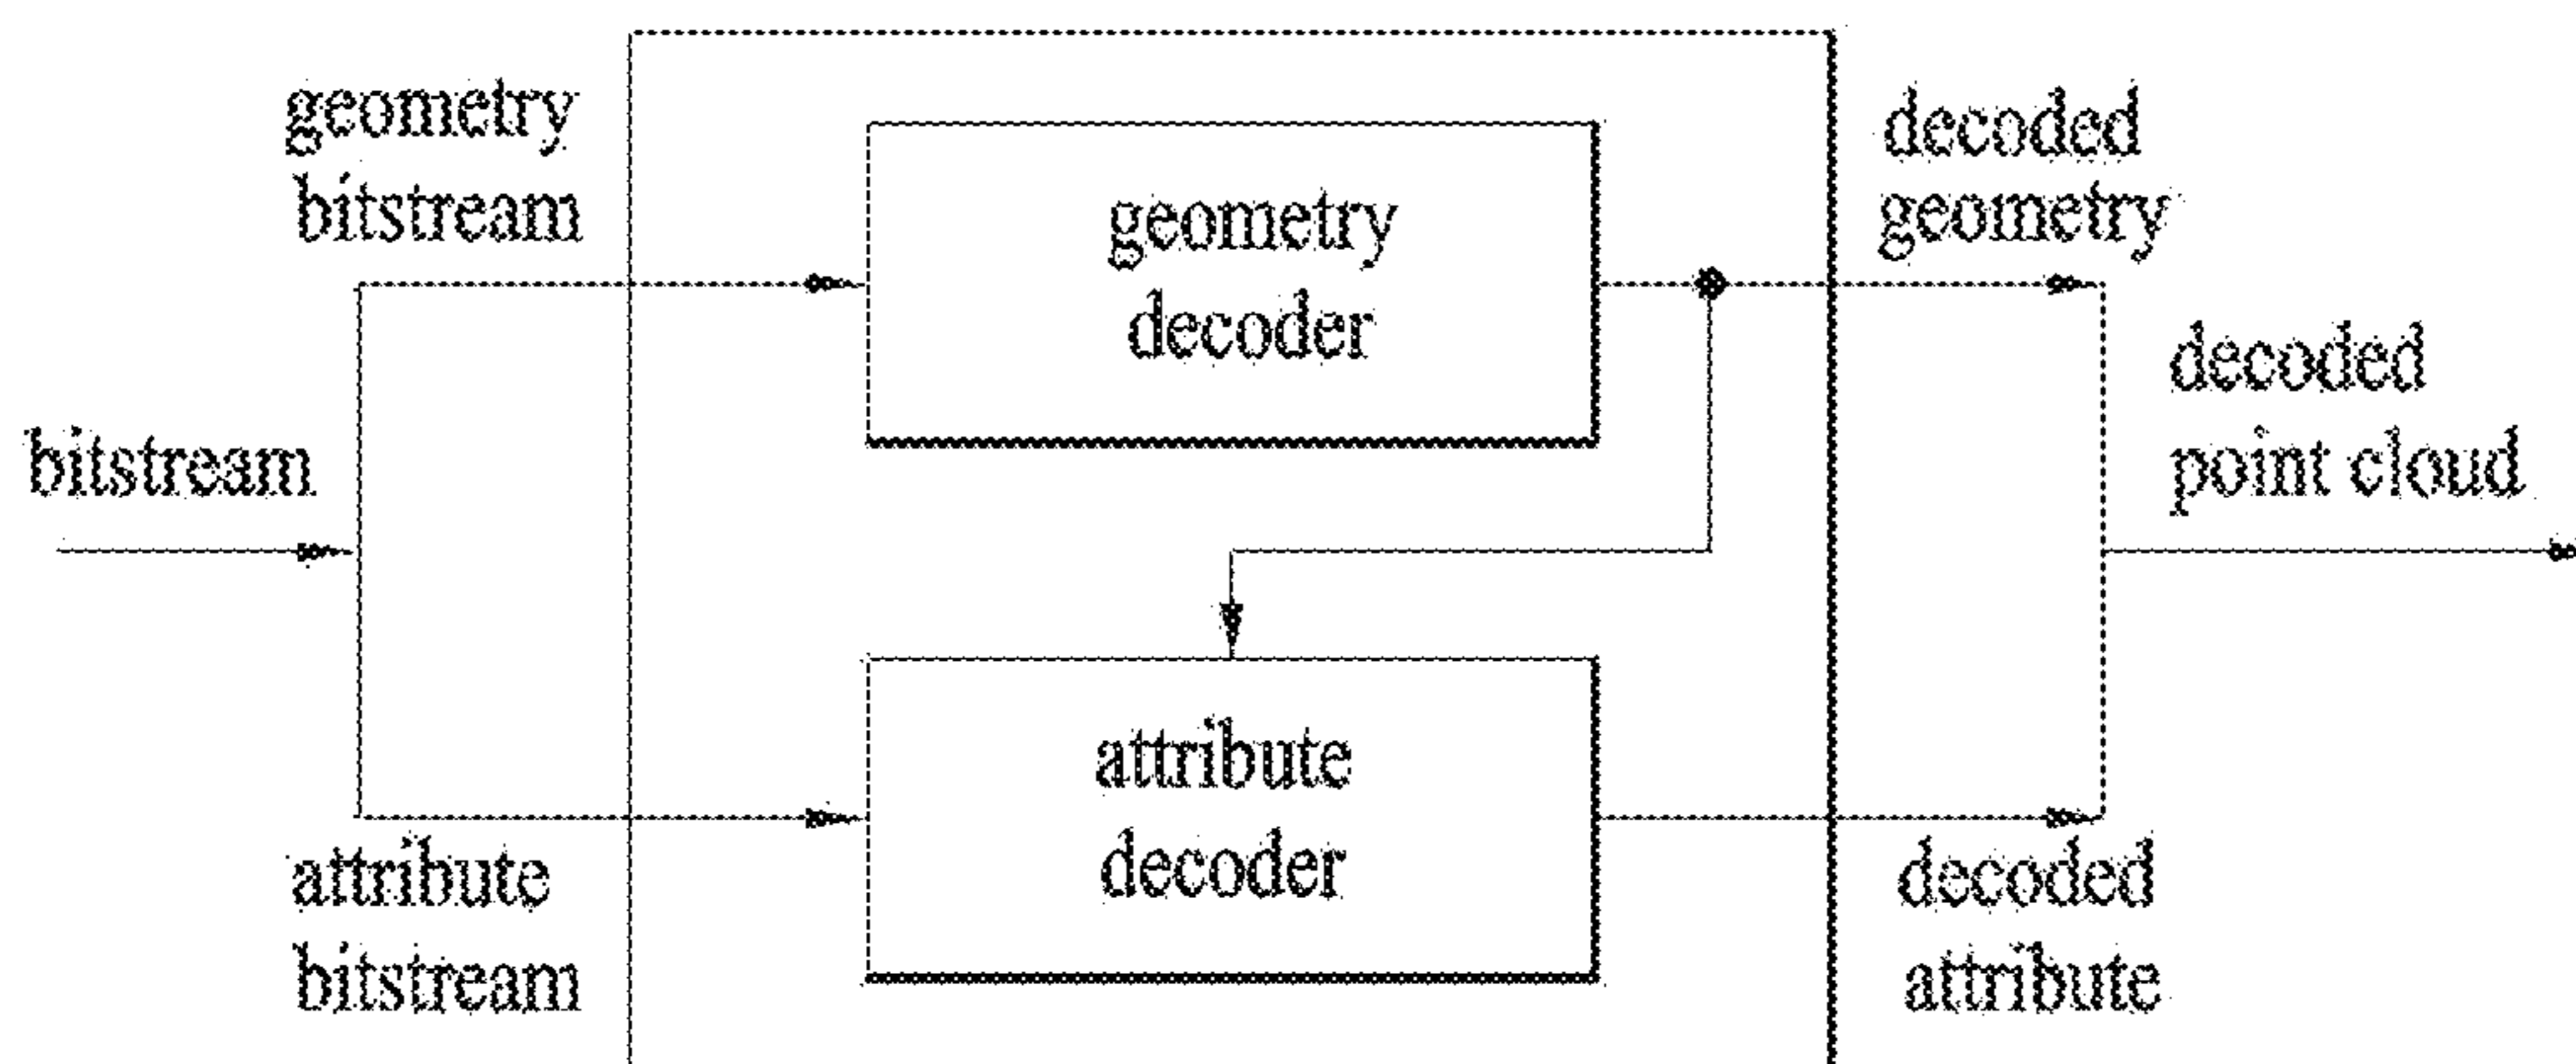 bitstream
geometry
bitstream
attribute
bitstream
geometry
decoder
attribute
decoder
decoded
geometry
decoded
attribute
decoded
point cloud